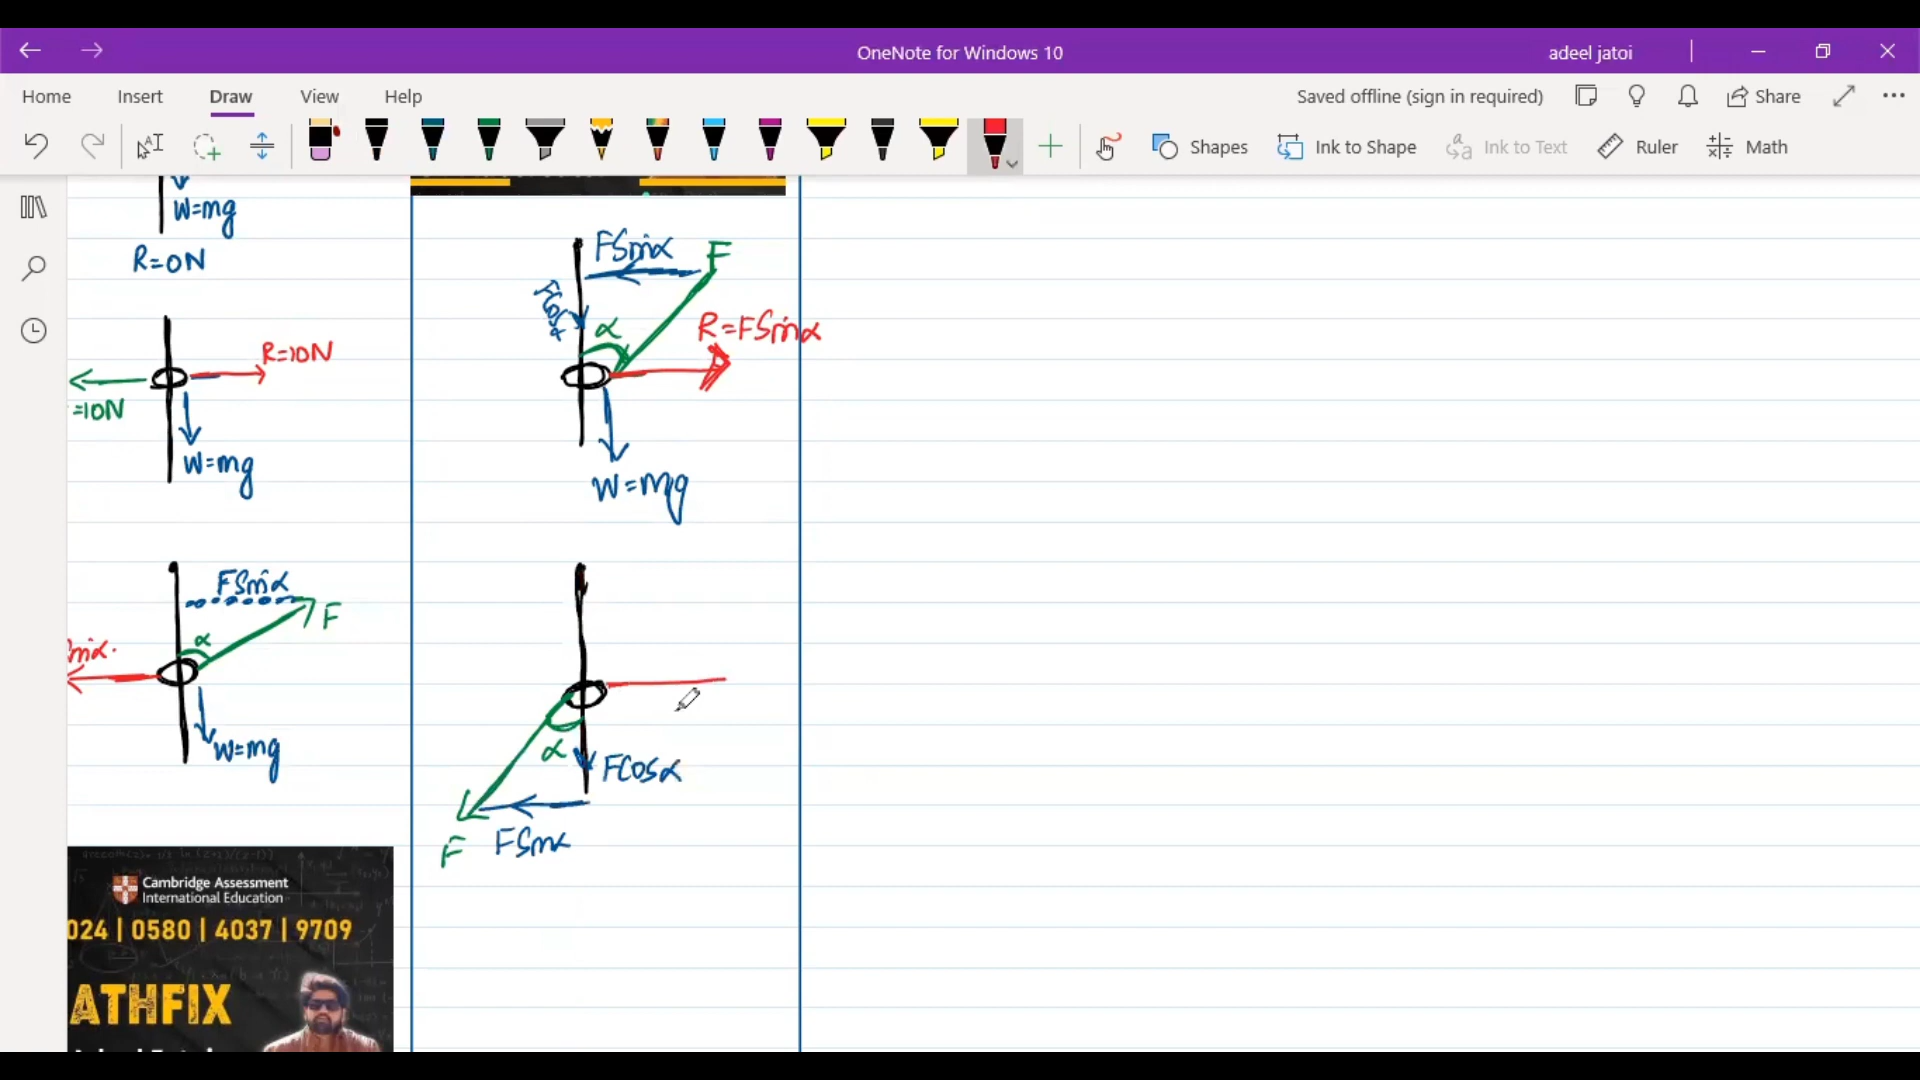 OneNote for Windows 10
adeel jatoi
Home
Insert
Draw
View
Help
Saved offline (sign in required)
Share
Shapes
Ink to Shape
Ink to Text
Ruler
Math
W=mg
R=0N
R=10N
=10N
W=mg
FSinα
F
α
W=mg
FSinα
F
FCosα
α
R=FSinα
W=mg
α
FCosα
FSinα
F
Cambridge Assessment
International Education
024 | 0580 | 4037 | 9709
ATHFIX